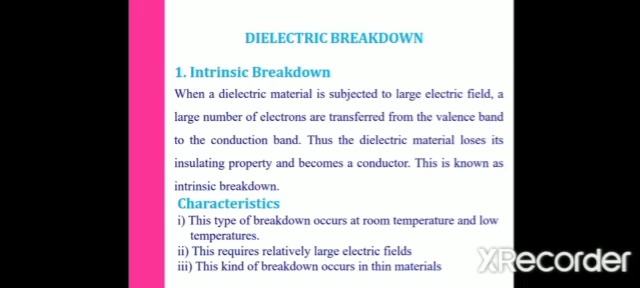 DIELECTRIC BREAKDOWN
1. Intrinsic Breakdown
When a dielectric material is subjected to large electric field, a
large number of electrons are transferred from the valence band
to the conduction band. Thus the dielectric material loses its
insulating property and becomes a conductor. This is known as
intrinsic breakdown.
Characteristics
i) This type of breakdown occurs at room temperature and low
temperatures.
ii) This requires relatively large electric fields
iii) This kind of breakdown occurs in thin materials
XRecorder